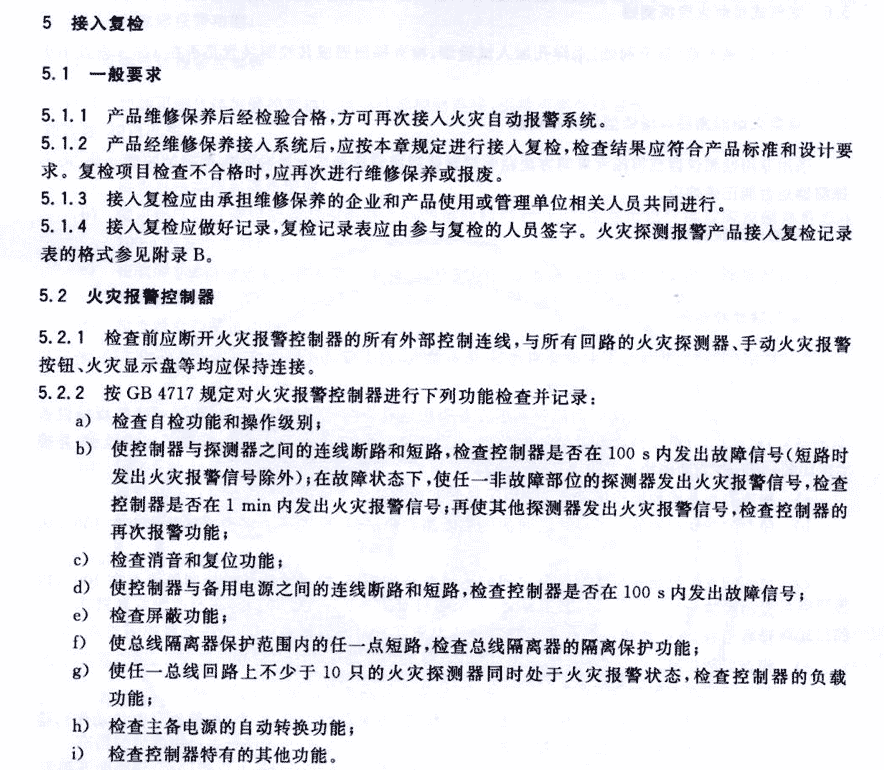 5 接入复检
5.1 一般要求
5.1.1 产品维修保养后经检验合格,方可再次接入火灾自动报警系统。
5.1.2 产品经维修保养接入系统后,应按本章规定进行接入复检,检查结果应符合产品标准和设计要
求。复检项目检查不合格时,应再次进行维修保养或报废。
5.1.3 接入复检应由承担维修保养的企业和产品使用或管理单位相关人员共同进行。
5.1.4 接入复检应做好记录,复检记录表应由参与复检的人员签字。火灾探测报警产品接入复检记录
表的格式参见附录 B。
5.2 火灾报警控制器
5.2.1 检查前应断开火灾报警控制器的所有外部控制连线,与所有回路的火灾探测器、手动火灾报警
按钮、火灾显示盘等均应保持连接。
5.2.2 按 GB 4717 规定对火灾报警控制器进行下列功能检查并记录:
a) 检查自检功能和操作级别;
b) 使控制器与探测器之间的连线断路和短路,检查控制器是否在 100 s 内发出故障信号(短路时
发出火灾报警信号除外);在故障状态下,使任一非故障部位的探测器发出火灾报警信号,检查
控制器是否在 1 min 内发出火灾报警信号;再使其他探测器发出火灾报警信号,检查控制器的
再次报警功能;
c) 检查消音和复位功能;
d) 使控制器与备用电源之间的连线断路和短路,检查控制器是否在 100 s 内发出故障信号;
e) 检查屏蔽功能;
f) 使总线隔离器保护范围内的任一点短路,检查总线隔离器的隔离保护功能;
g) 使任一总线回路上不少于 10 只的火灾探测器同时处于火灾报警状态,检查控制器的负载
功能;
h) 检查主备电源的自动转换功能;
i) 检查控制器特有的其他功能。